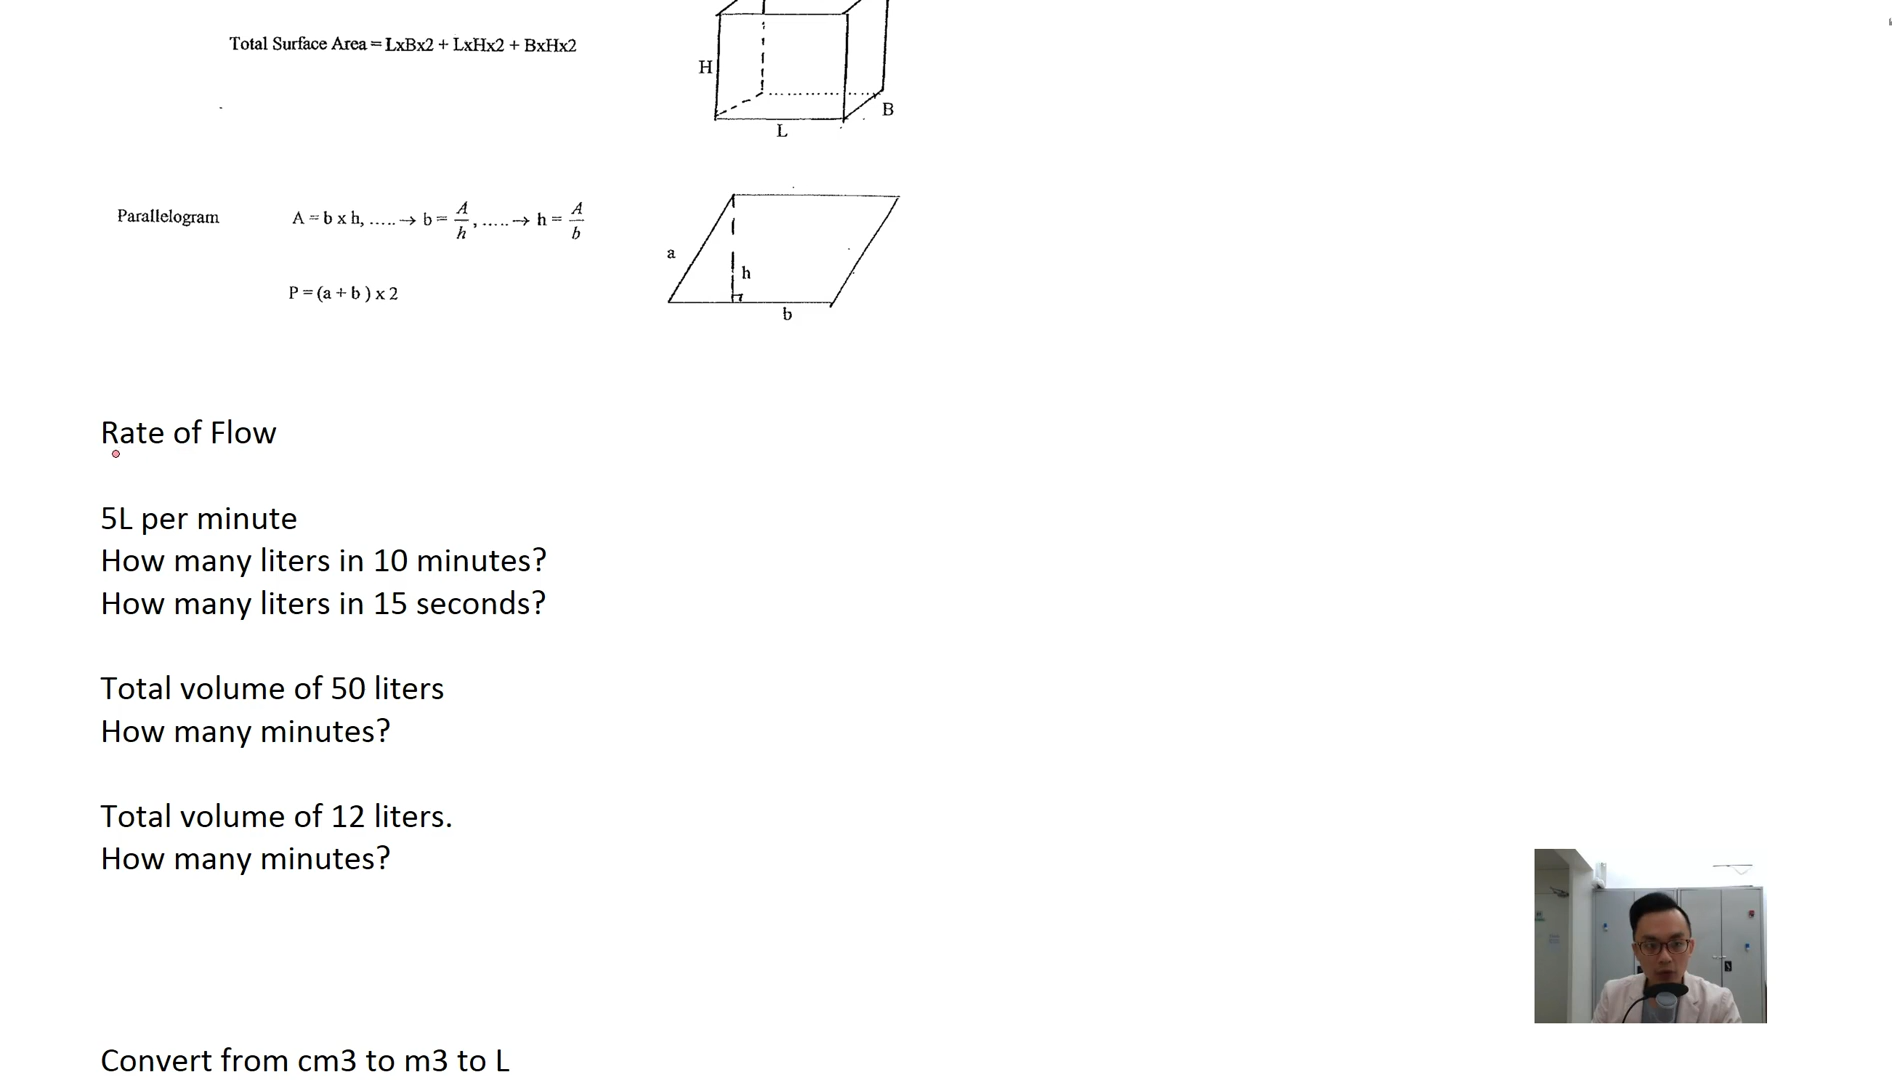 Total Surface Area = LxBx2 + LxHx2 + BxHx2
H
B
L
Parallelogram A = b x h, ..... → b = A/h , ..... → h = A/b
a
h
P = (a + b ) x 2
b
Rate of Flow
5L per minute
How many liters in 10 minutes?
How many liters in 15 seconds?
Total volume of 50 liters
How many minutes?
Total volume of 12 liters.
How many minutes?
Convert from cm3 to m3 to L